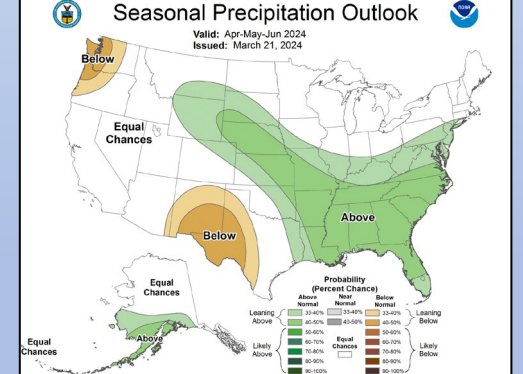 Seasonal Precipitation Outlook
Valid: Apr-May-Jun 2024
Issued: March 21, 2024
noaa
Below
Equal
Chances
Above
Below
Equal
Chances
Above
Equal
Chances
Probability
(Percent Chance)
Above
Normal
Near
Normal
Below
Normal
Leaning
Above
33-40%
40-50%
Likely
Above
50-60%
60-70%
70-80%
80-90%
90-100%
33-40%
43-50%
Equal
Chances
33-40%
40-50%
50-60%
60-70%
70-80%
80-90%
90-100%
Leaning
Below
Likely
Below